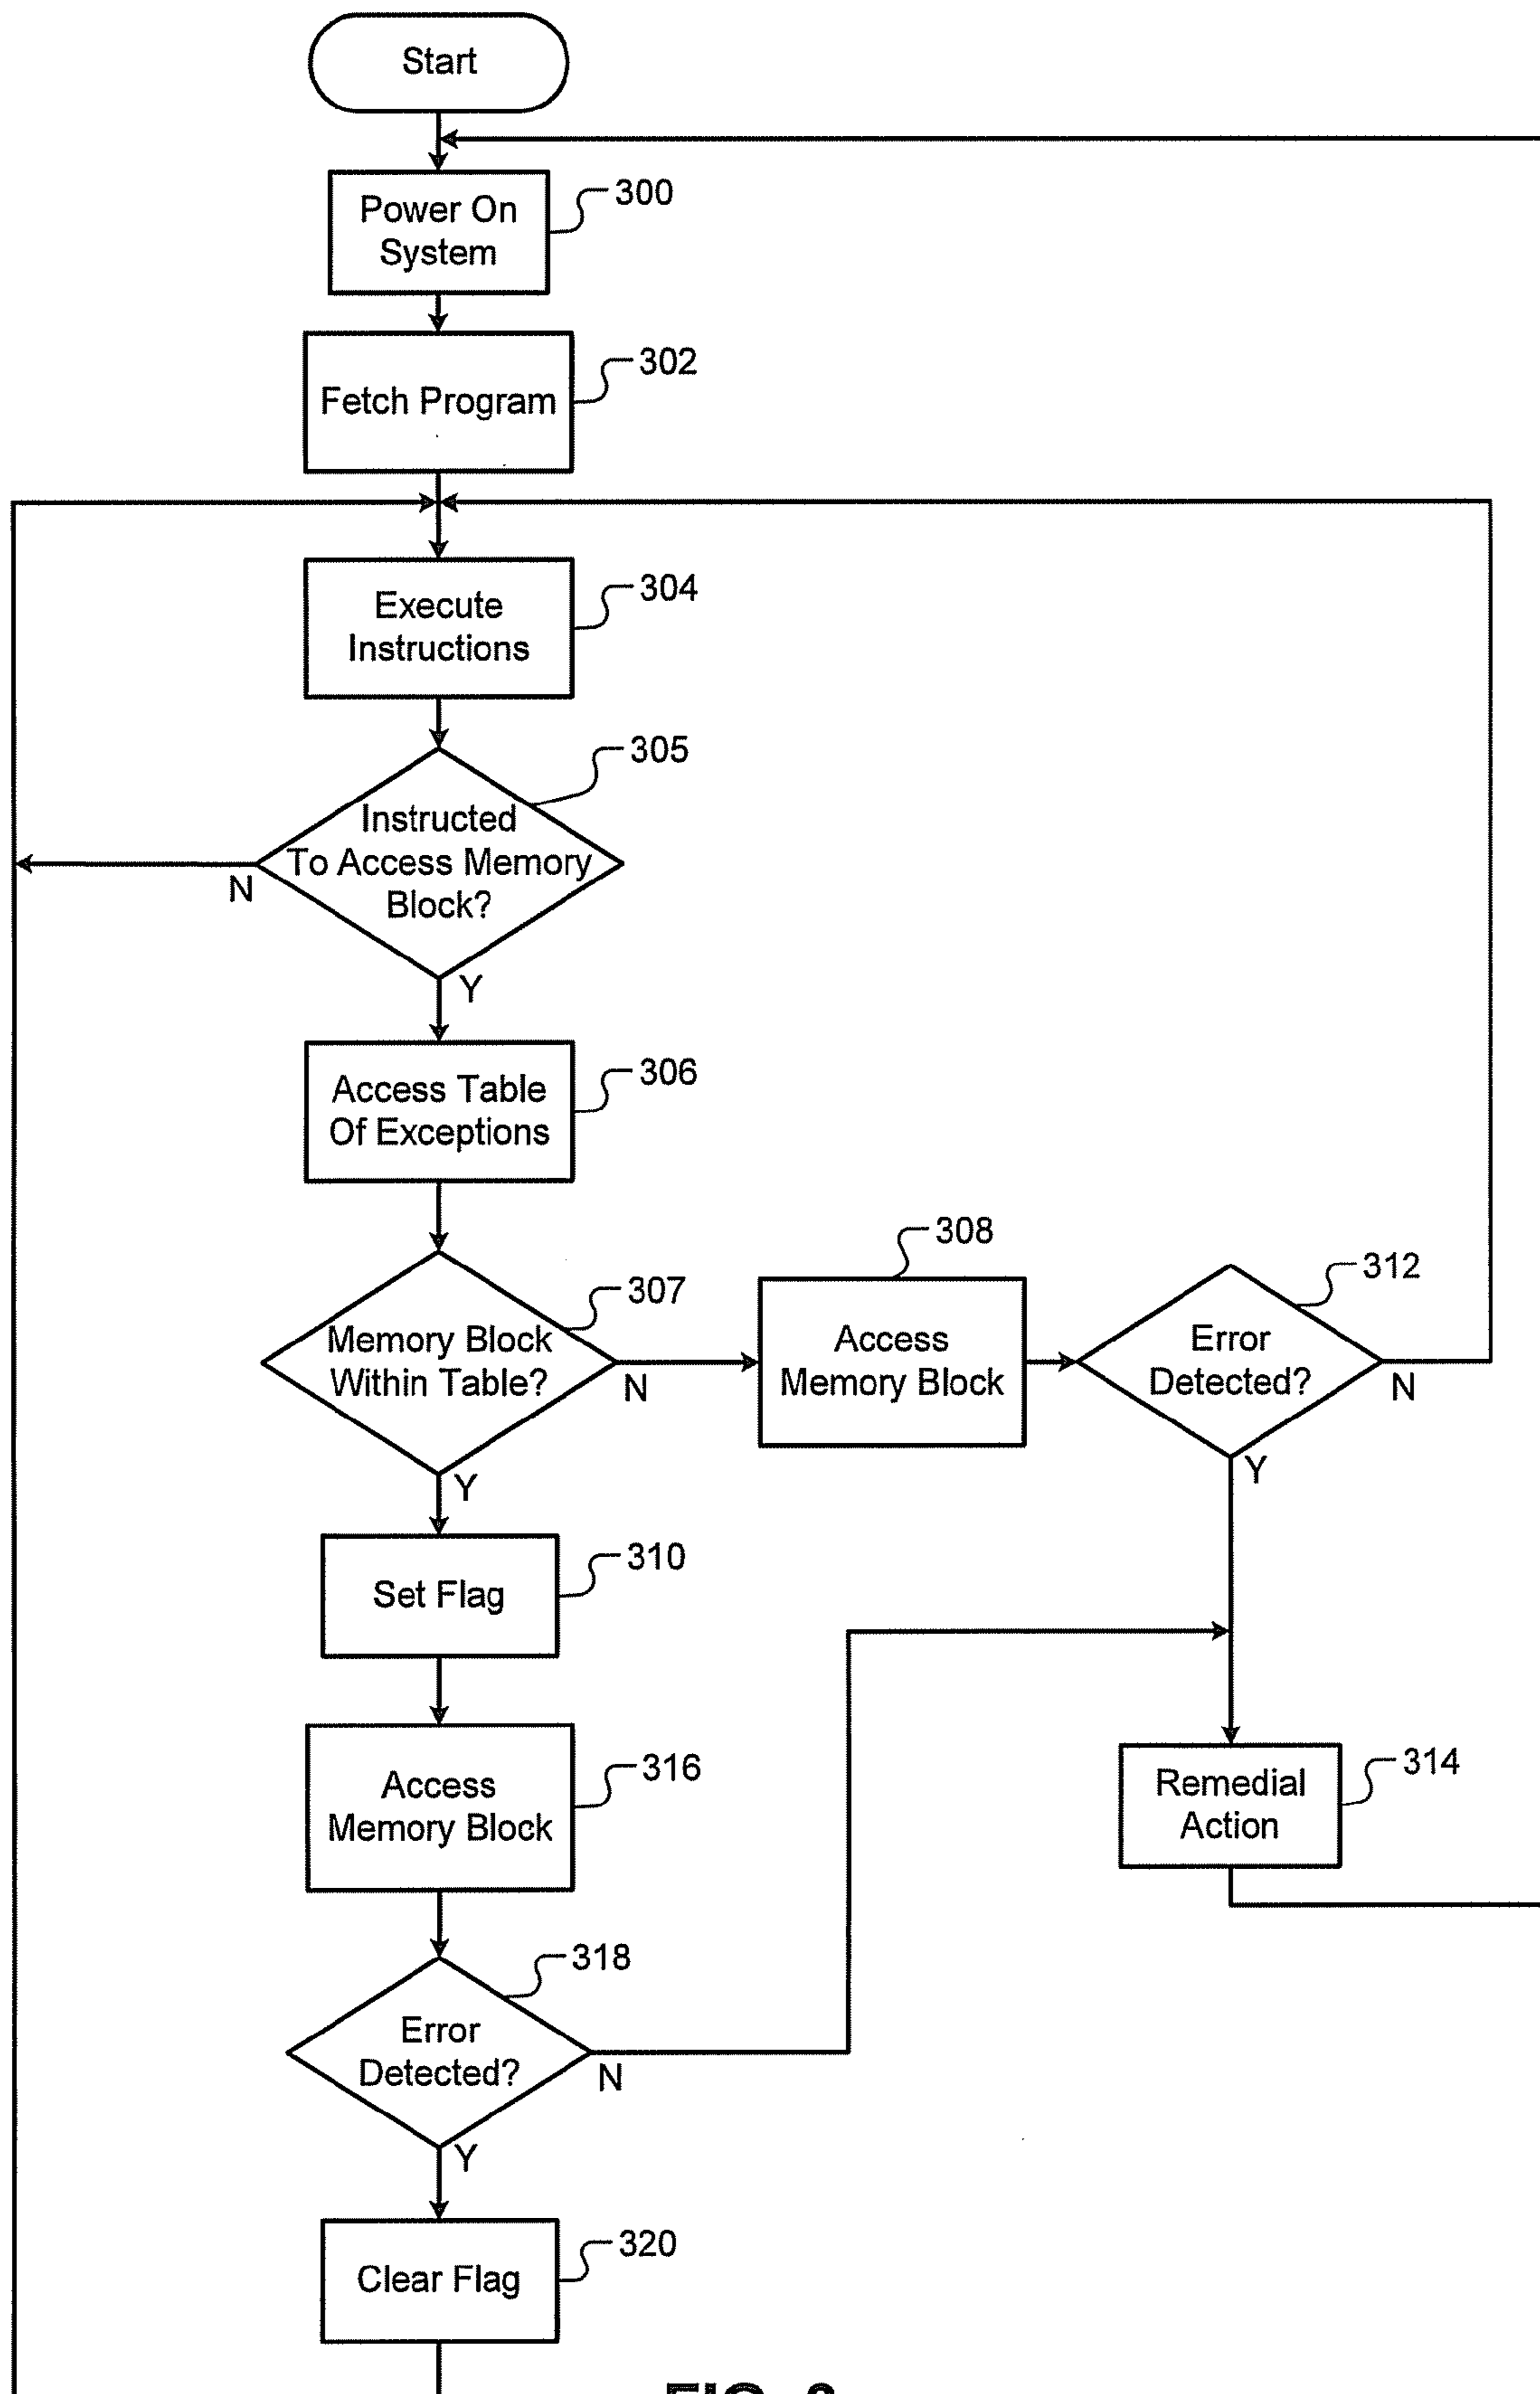 Start
Power On
System
300
Fetch Program
302
Execute
Instructions
304
305
Instructed
To Access Memory
Block?
N
Y
Access Table
Of Exceptions
306
307
Memory Block
Within Table?
N
Y
308
Access
Memory Block
312
Error
Detected?
N
Y
Set Flag
310
Access
Memory Block
316
Remedial
Action
314
318
Error
Detected?
N
Y
Clear Flag
320